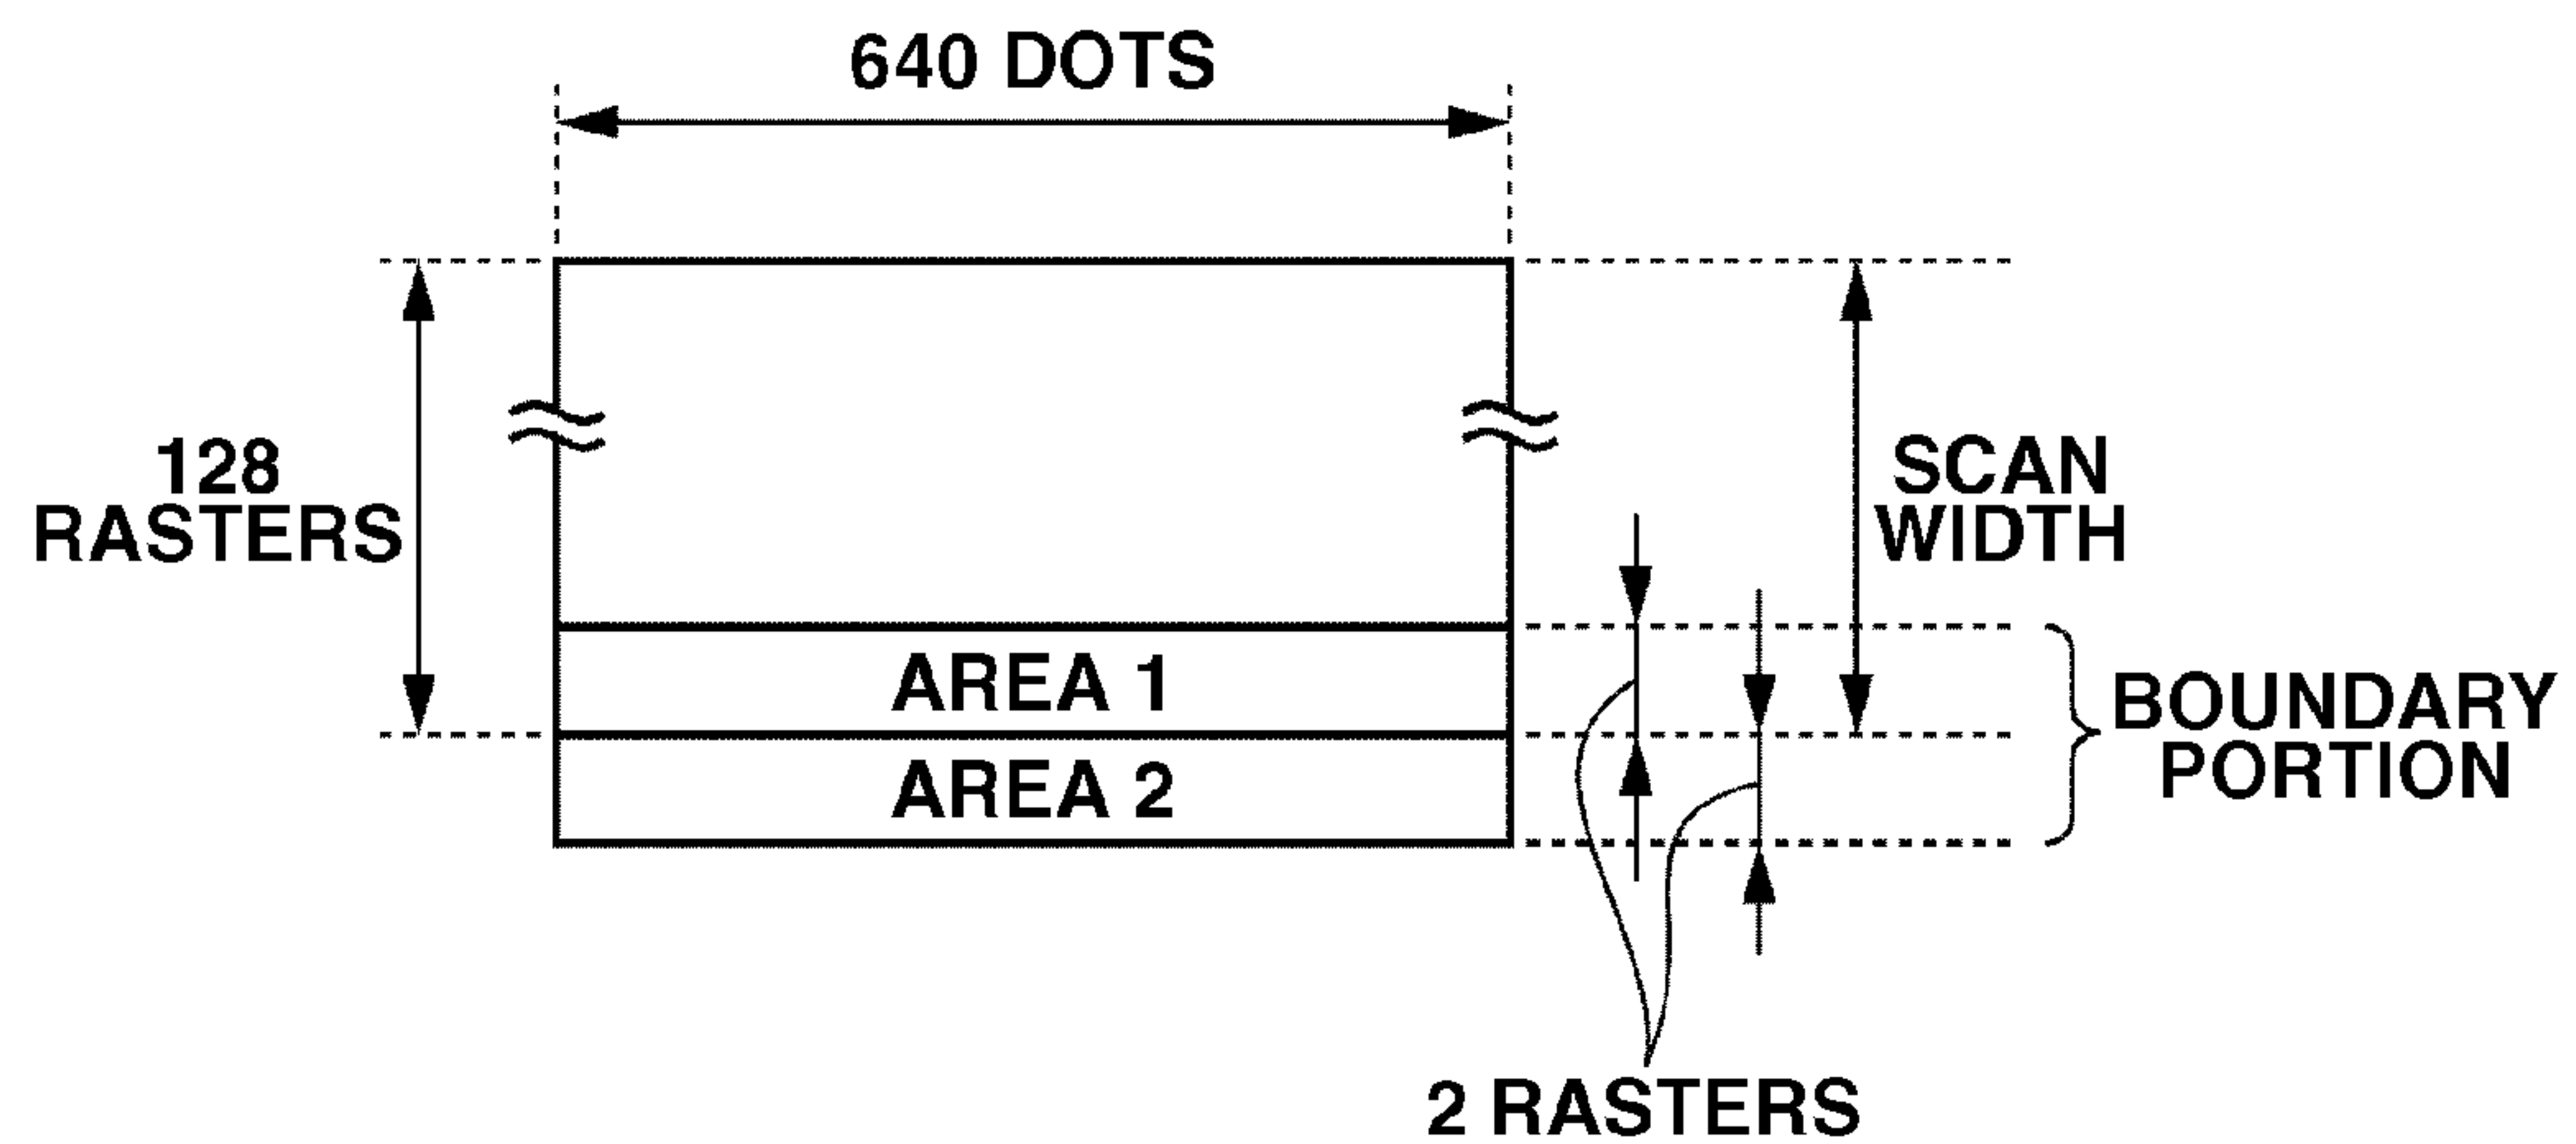 640 DOTS
128
RASTERS
SCAN
WIDTH
AREA 1
AREA 2
BOUNDARY
PORTION
2 RASTERS